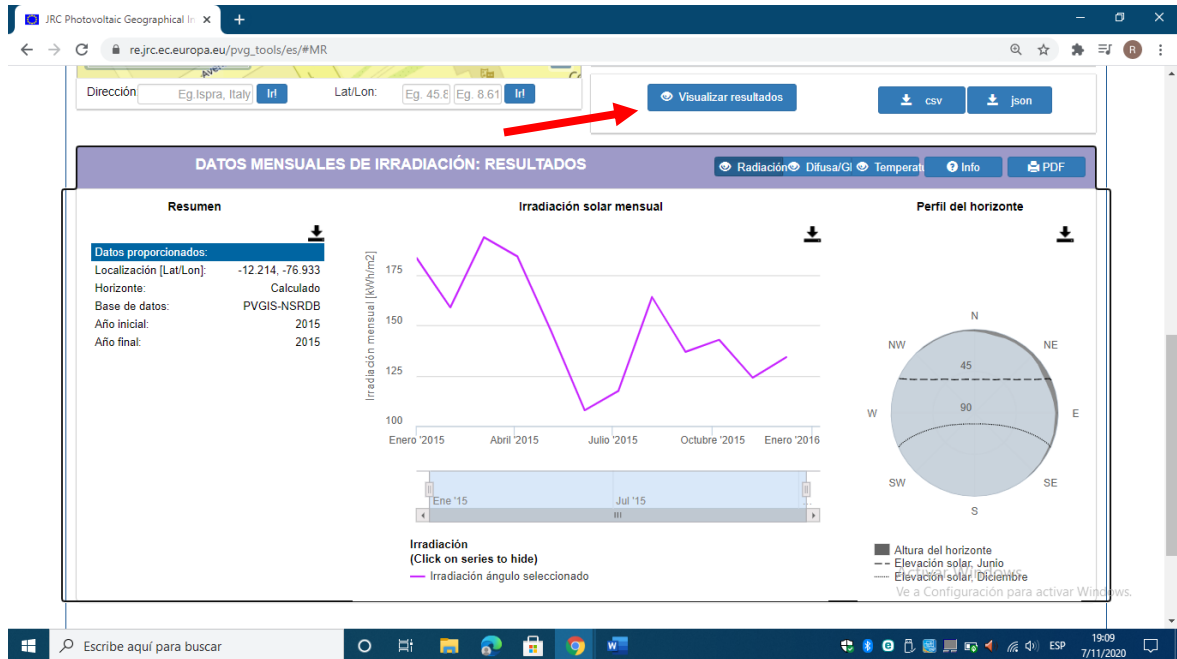 JRC Photovoltaic Geographical In
re.jrc.ec.europa.eu/pvg_tools/es/#MR
R
Dirección
Eg.Ispra, Italy
Ir!
Lat/Lon:
Eg. 45.8
Eg. 8.61
Ir!
Visualizar resultados
csv
json
DATOS MENSUALES DE IRRADIACIÓN: RESULTADOS
Radiación
Difusa/Gl
Temperatu
Info
PDF
Resumen
Datos proporcionados:
Localización [Lat/Lon]: -12.214, -76.933
Horizonte: Calculado
Base de datos: PVGIS-NSRDB
Año inicial: 2015
Año final: 2015
Irradiación solar mensual
Irradiación mensual [kWh/m2]
175
150
125
100
Enero '2015
Abril '2015
Julio '2015
Octubre '2015
Enero '2016
Ene '15
Jul '15
Irradiación
(Click on series to hide)
Irradiación ángulo seleccionado
Perfil del horizonte
N
NW
NE
45
90
W
E
SW
SE
S
Altura del horizonte
Elevación solar, Junio
Elevación solar, Diciembre
Activar Windows
Ve a Configuración para activar Windows.
Escribe aquí para buscar
ESP
19:09
7/11/2020